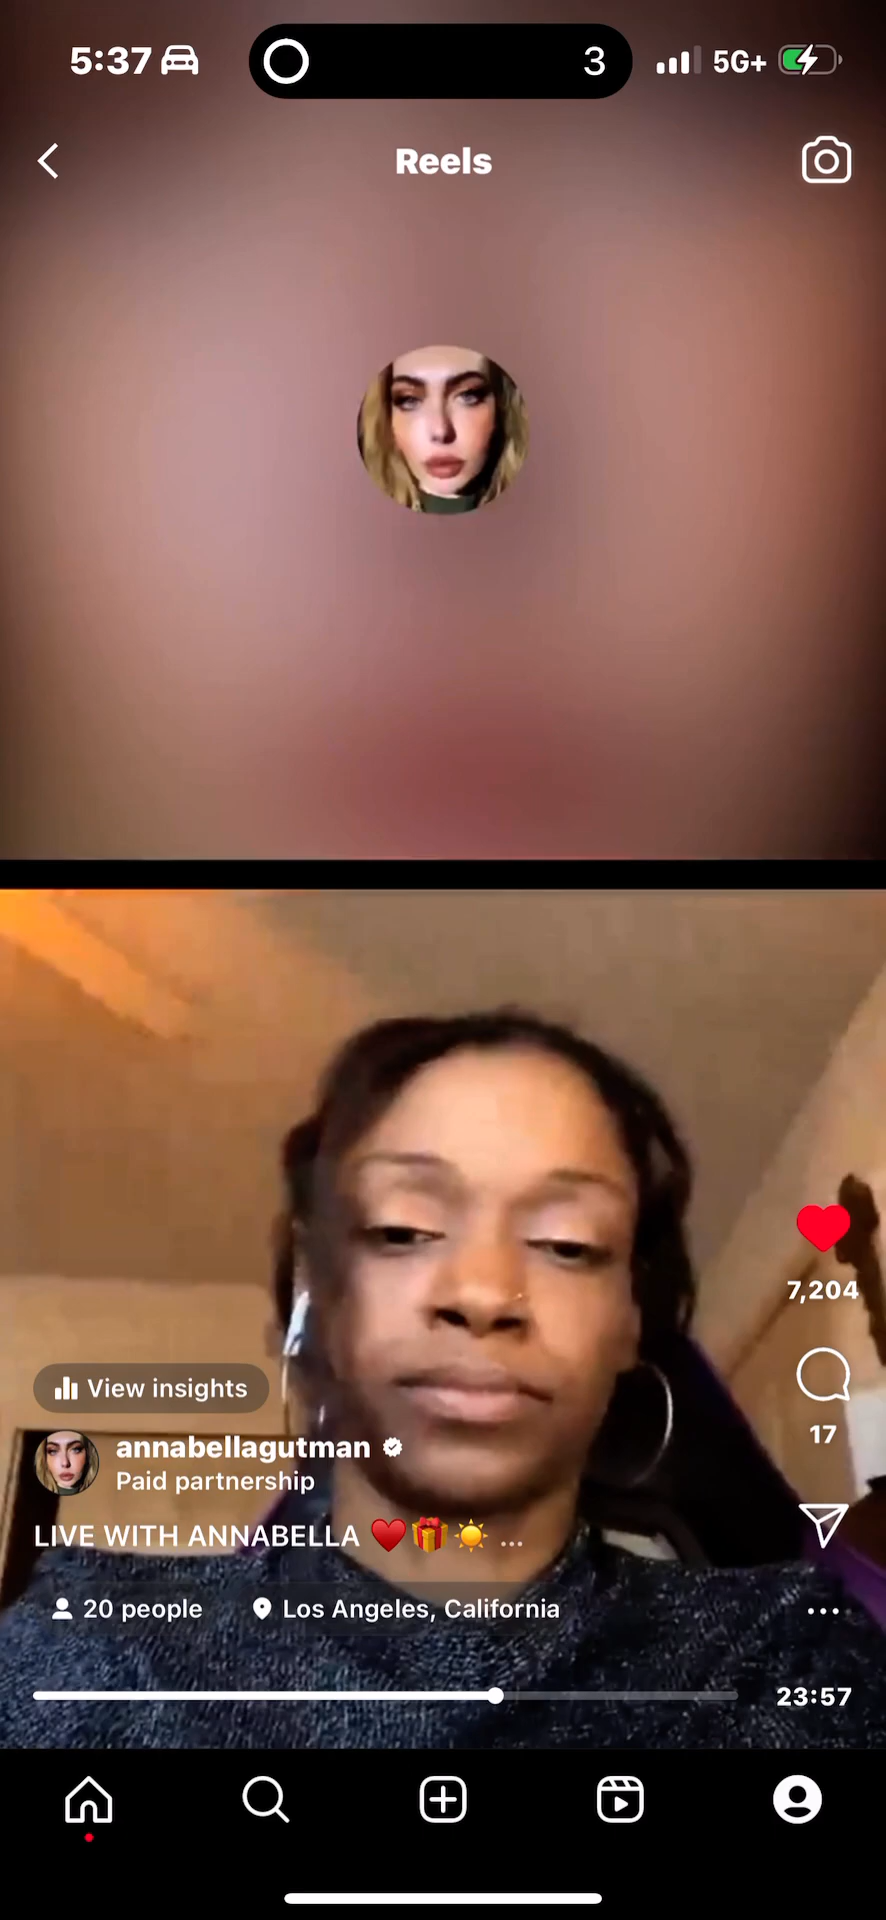 5:37 3 5G+
Reels
7,204
View insights
17
annabellagutman
Paid partnership
LIVE WITH ANNABELLA ❤️🎁☀️ ...
20 people Los Angeles, California
23:57